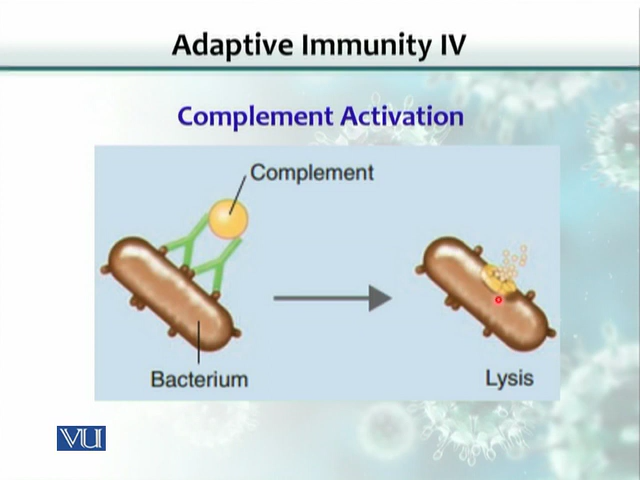 Adaptive Immunity IV
Complement Activation
Complement
Bacterium
Lysis
VU